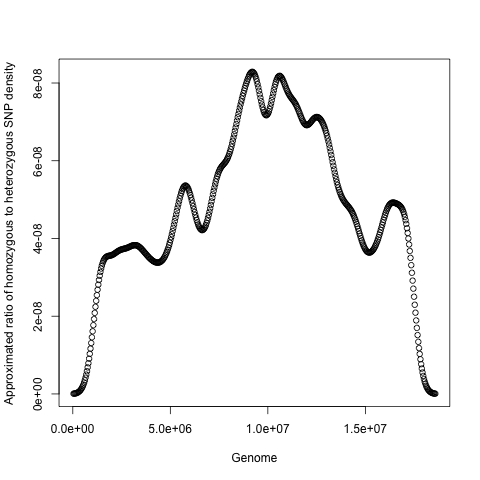 Approximated ratio of homozygous to heterozygous SNP density
8e-08
6e-08
4e-08
2e-08
0e+00
0.0e+00 5.0e+06 1.0e+07 1.5e+07
Genome